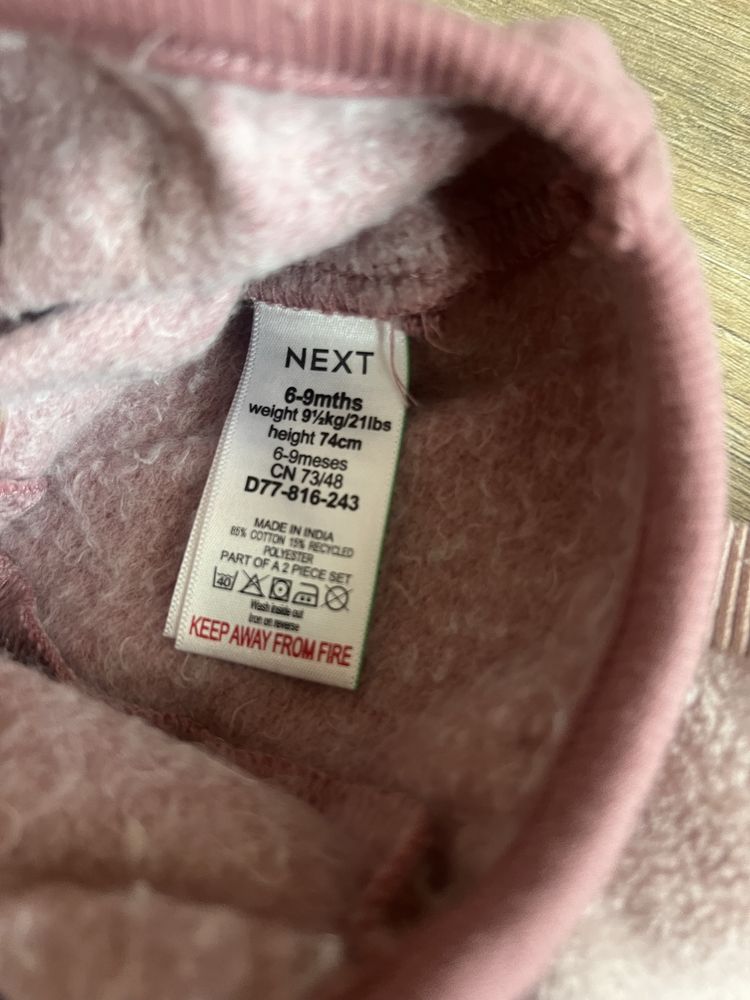 NEXT
6-9mths
weight 9½kg/21lbs
height 74cm
6-9meses
CN 73/48
D77-816-243
MADE IN INDIA
85% COTTON 15% RECYCLED
POLYESTER
PART OF A 2 PIECE SET
40
Wash inside out
Iron on reverse
KEEP AWAY FROM FIRE